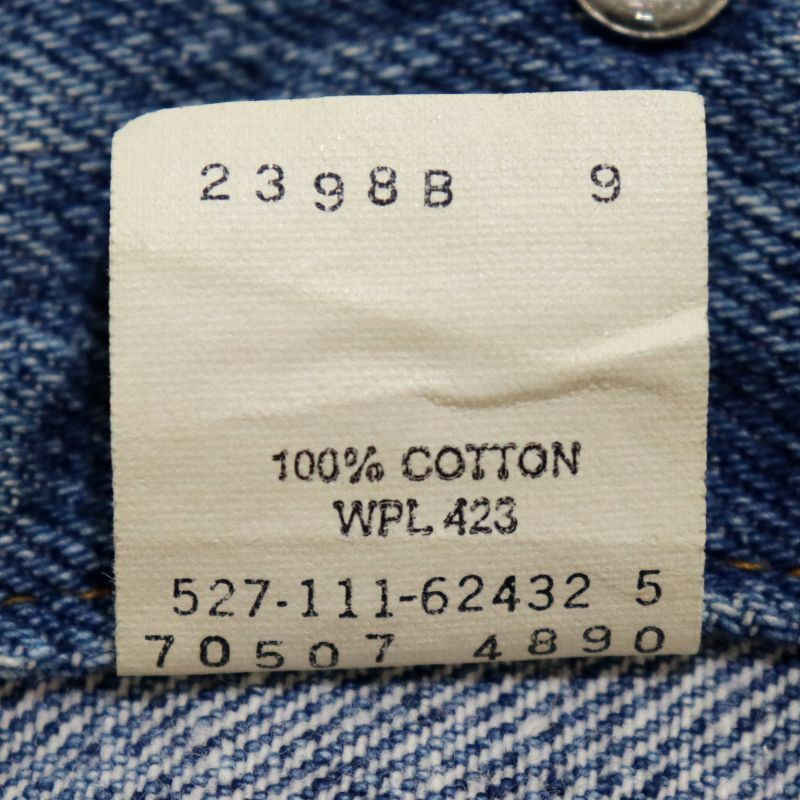 2398B 9
100% COTTON
WPL 423
527-111-62432 5
70507 4890